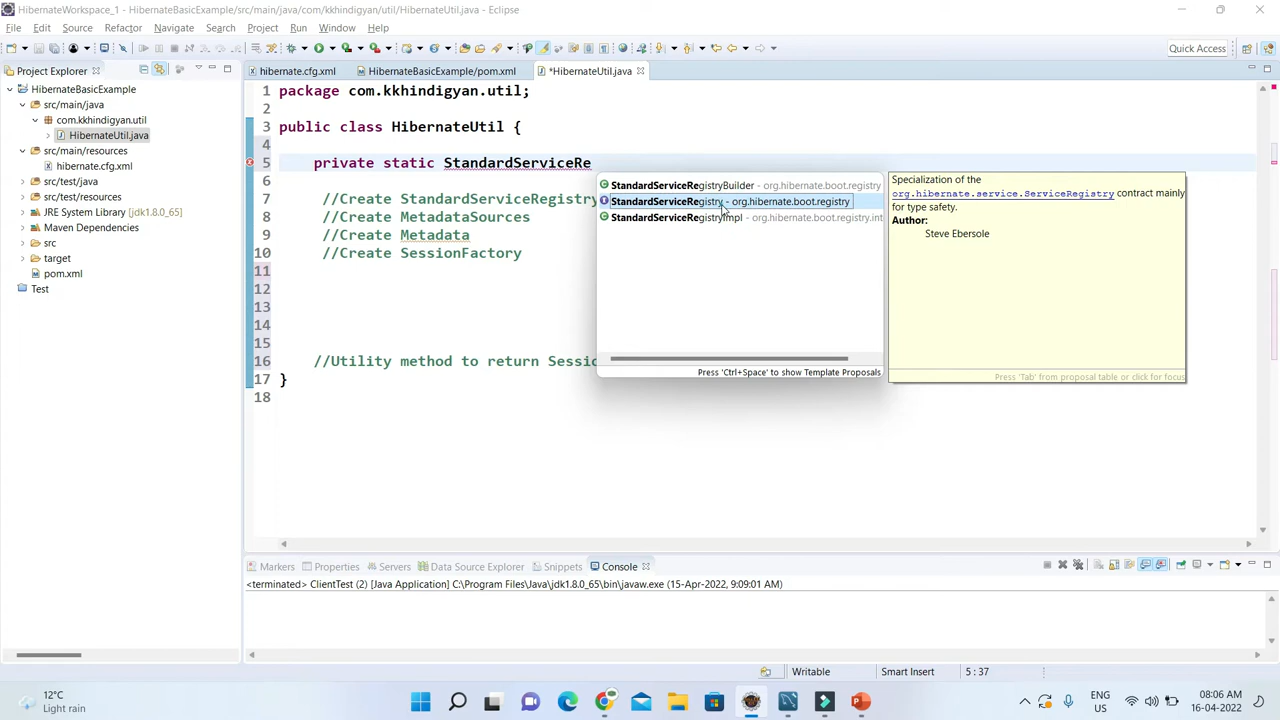 HibernateWorkspace_1 - HibernateBasicExample/src/main/java/com/kkhindigyan/util/HibernateUtil.java - Eclipse
File Edit Source Refactor Navigate Search Project Explorer Run Window Help
Quick Access
Project Explorer
HibernateBasicExample
src/main/java
com.kkhindigyan.util
HibernateUtil.java
src/main/resources
hibernate.cfg.xml
src/test/java
src/test/resources
JRE System Library [jdk1.8.0_65]
Maven Dependencies
src
target
pom.xml
Test
hibernate.cfg.xml HibernateBasicExample/pom.xml *HibernateUtil.java
1 package com.kkhindigyan.util;
2
3 public class HibernateUtil {
4
5 private static StandardServiceRe
6
7 //Create StandardServiceRegistry
8 //Create MetadataSources
9 //Create Metadata
10 //Create SessionFactory
11
12
13
14
15
16 //Utility method to return Sessi
17 }
18
StandardServiceRegistryBuilder - org.hibernate.boot.registry
StandardServiceRegistry - org.hibernate.boot.registry
StandardServiceRegistryImpl - org.hibernate.boot.registry.int
Press 'Ctrl+Space' to show Template Proposals
Specialization of the
org.hibernate.service.ServiceRegistry contract mainly
for type safety.
Author:
Steve Ebersole
Press 'Tab' from proposal table or click for focus
Markers Properties Servers Data Source Explorer Snippets Console
<terminated> ClientTest (2) [Java Application] C:\Program Files\Java\jdk1.8.0_65\bin\javaw.exe (15-Apr-2022, 9:09:01 AM)
Writable Smart Insert 5 : 37
12°C
Light rain
ENG
US
08:06 AM
16-04-2022